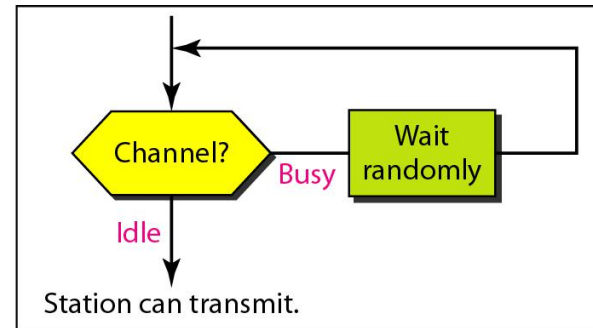 Channel?
Busy
Wait
randomly
Idle
Station can transmit.